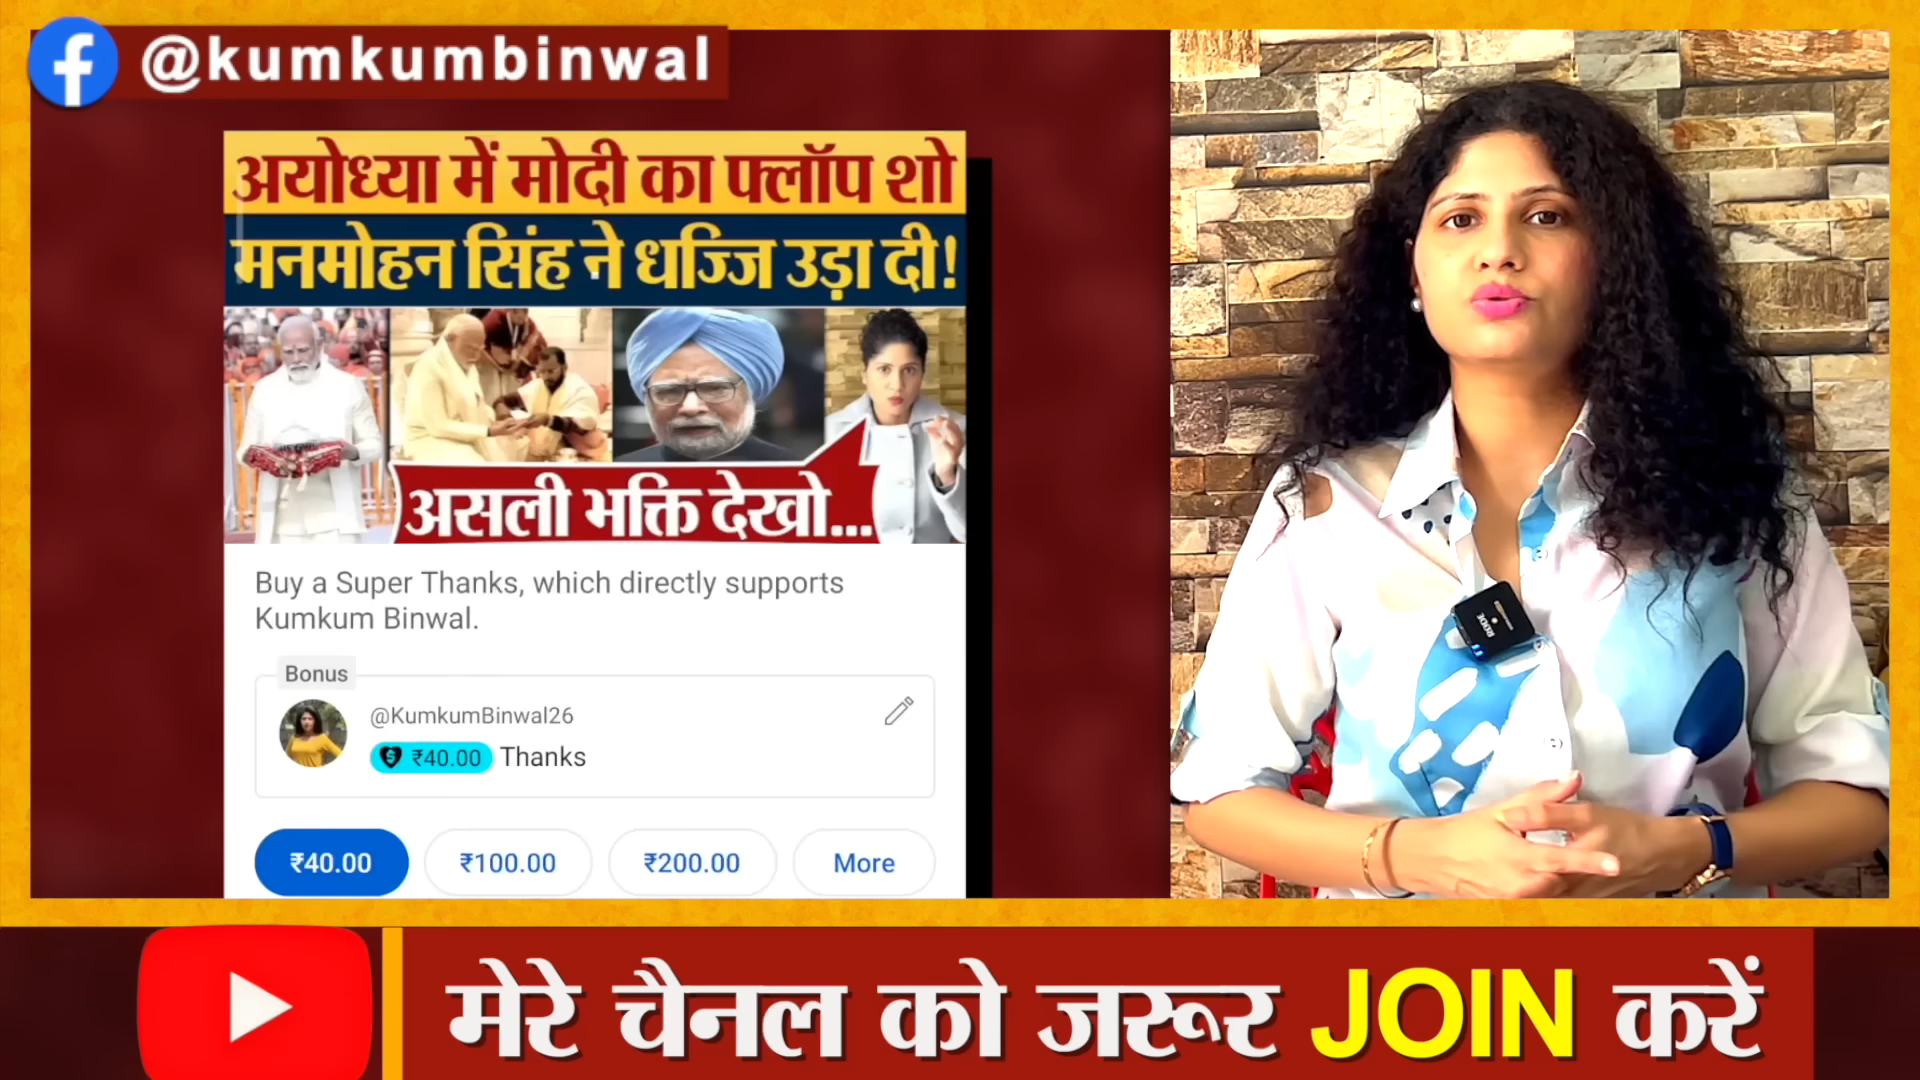 @kumkumbinwal
अयोध्या में मोदी का फ्लॉप शो
मनमोहन सिंह ने धज्जि उड़ा दी!
असली भक्ति देखो...
Buy a Super Thanks, which directly supports
Kumkum Binwal.
Bonus
@KumkumBinwal26
₹40.00 Thanks
₹40.00 ₹100.00 ₹200.00 More
RODE
मेरे चैनल को जरूर JOIN करें